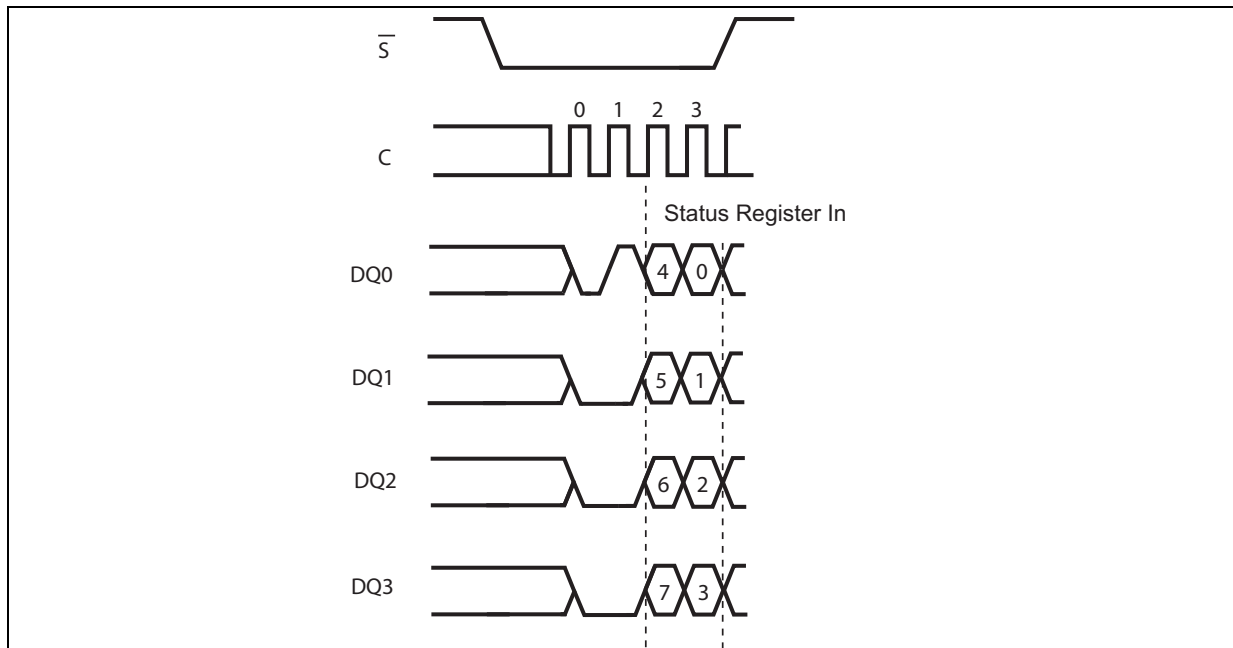 S̅
0 1 2 3
C
Status Register In
DQ0 4 0
DQ1 5 1
DQ2 6 2
DQ3 7 3